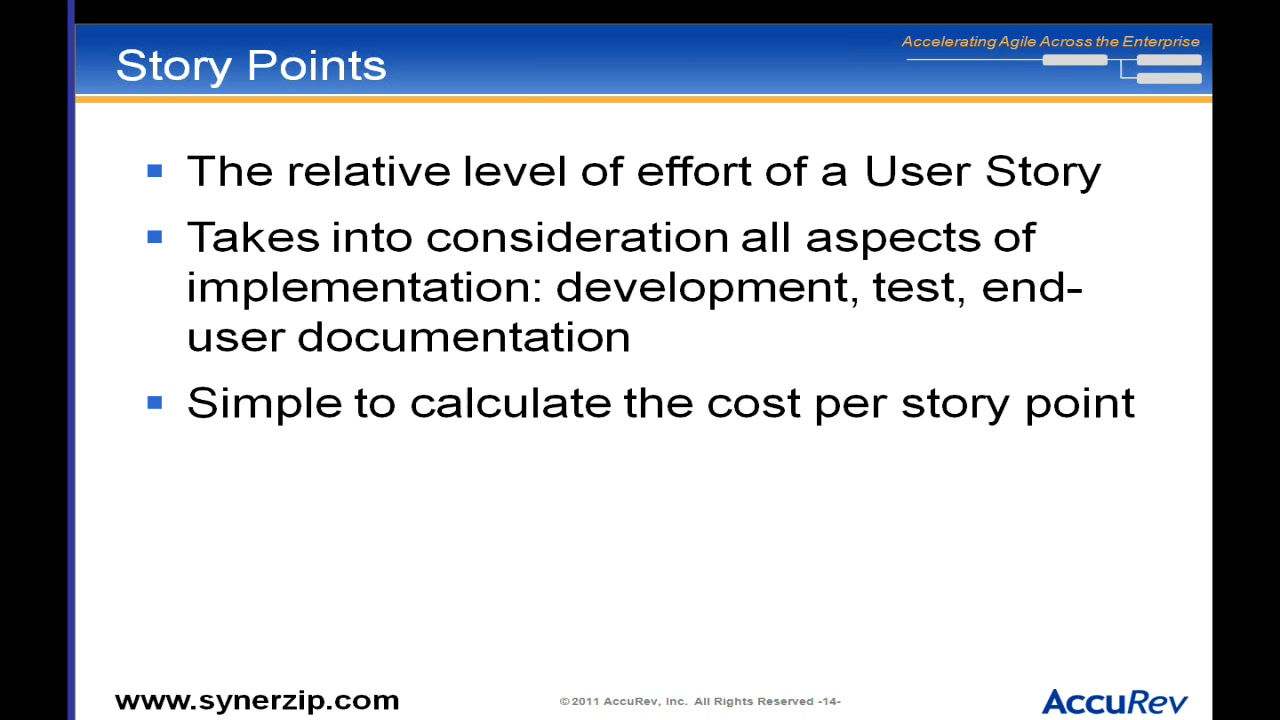 Accelerating Agile Across the Enterprise
Story Points
The relative level of effort of a User Story
Takes into consideration all aspects of
implementation: development, test, end-
user documentation
Simple to calculate the cost per story point
www.synerzip.com
©2011 AccuRev, Inc. All Rights Reserved -14-
AccuRev